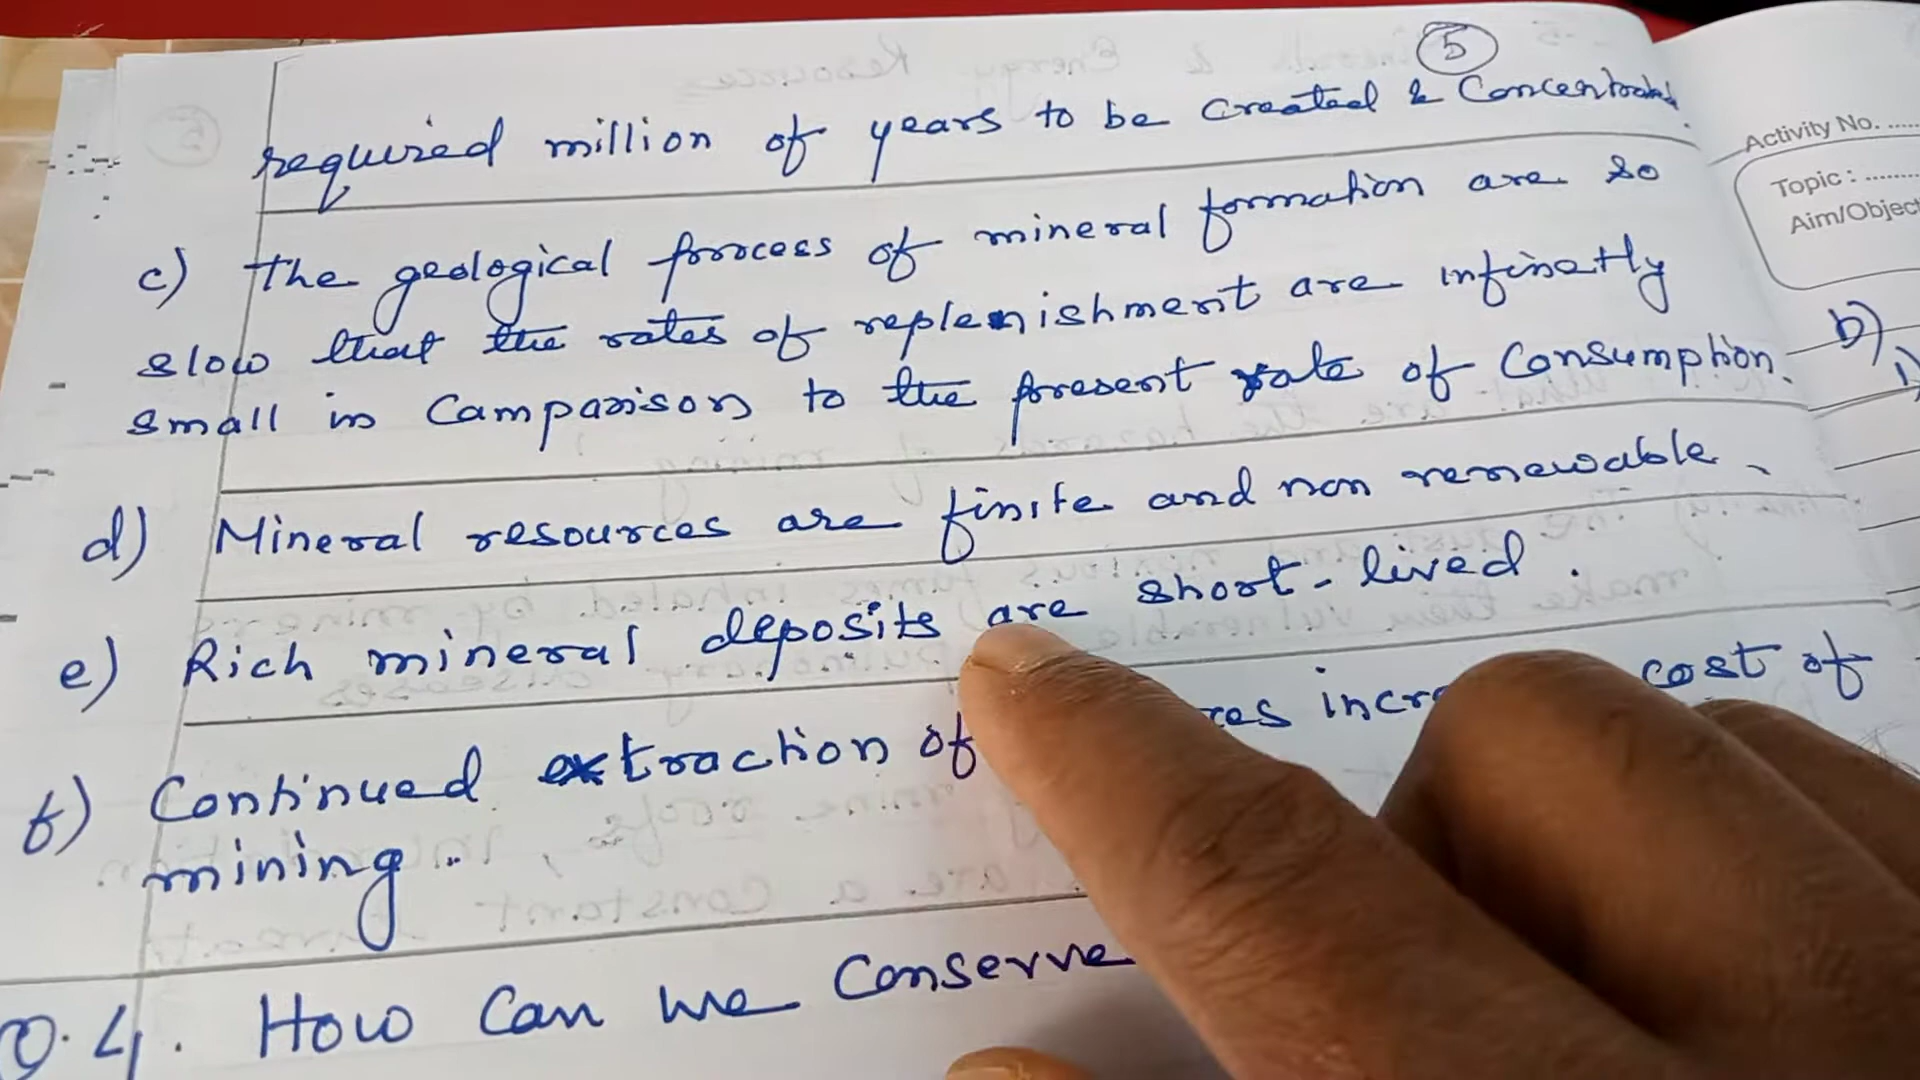 5
required million of years to be created & Concentrated.
c) the geological process of mineral formation are so
slow that the rates of replenishment are infinetly
small in Comparison to the present rate of Consumption.
d) Mineral resources are finite and non renewable.
e) Rich mineral deposits are short-lived.
f) Continued extraction of incr cost of
mining.
Q.4. How Can we Conserve
Activity No. .....
Topic : ........
Aim/Object
b)
i)